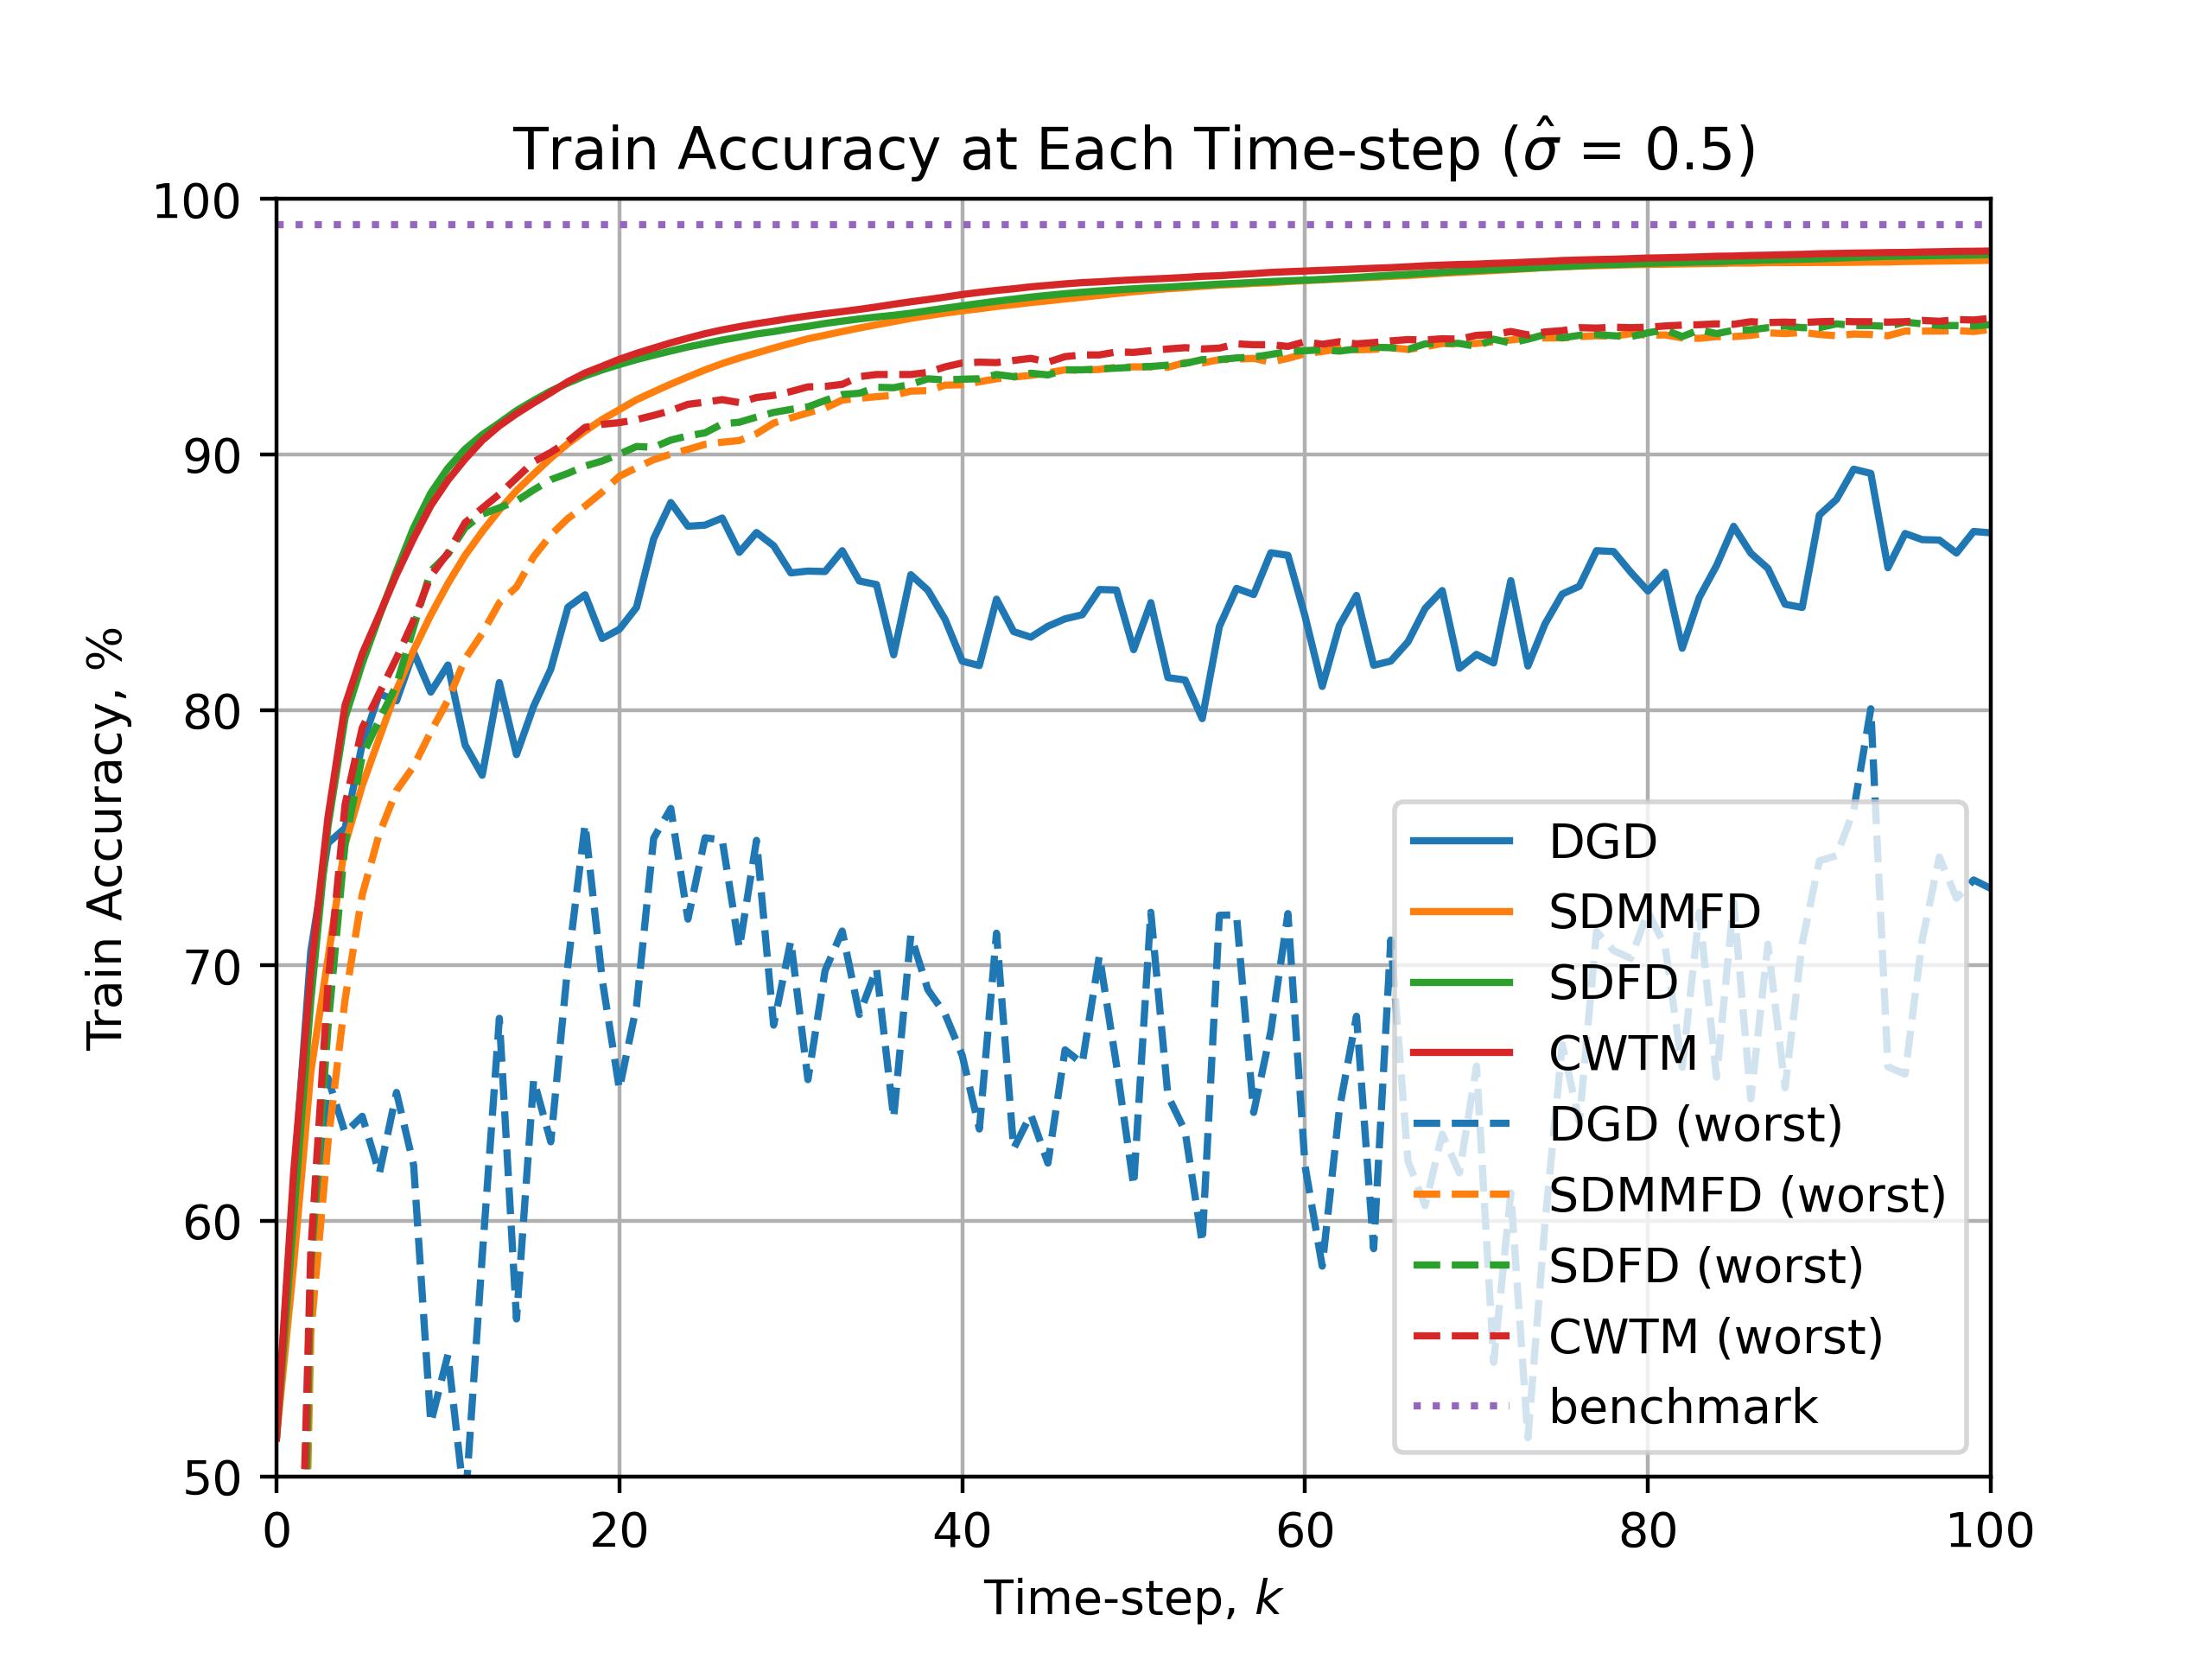 Train Accuracy at Each Time-step (σ̂ = 0.5)
Train Accuracy, %
100
90
80
70
60
50
DGD
SDMMFD
SDFD
CWTM
DGD (worst)
SDMMFD (worst)
SDFD (worst)
CWTM (worst)
benchmark
0 20 40 60 80 100
Time-step, k